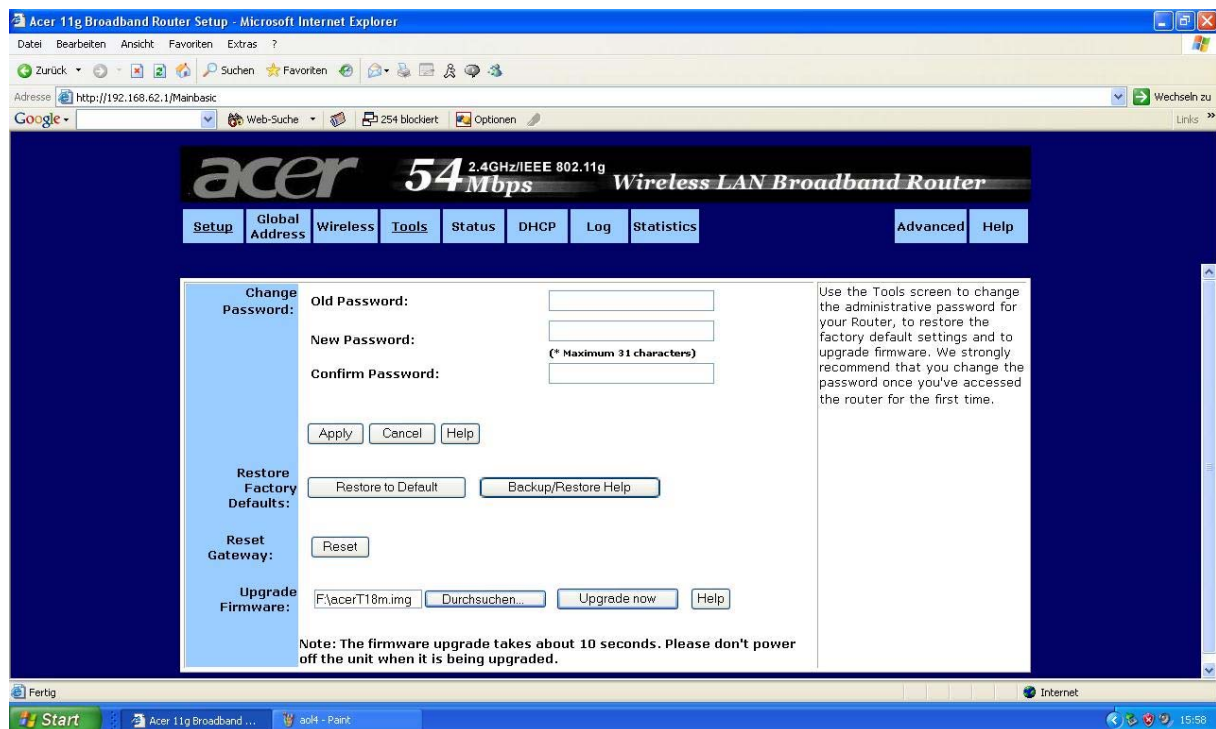 Acer 11g Broadband Router Setup - Microsoft Internet Explorer
Datei Bearbeiten Ansicht Favoriten Extras ?
Zurück Suchen Favoriten
Adresse http://192.168.62.1/Mainbasic Wechseln zu
Google Web-Suche 254 blockiert Optionen Links »
acer 54 Mbps 2.4GHz/IEEE 802.11g Wireless LAN Broadband Router
Setup Global Address Wireless Tools Status DHCP Log Statistics Advanced Help
Change Password:
Old Password:
New Password:
(* Maximum 31 characters)
Confirm Password:
Apply Cancel Help
Restore Factory Defaults:
Restore to Default Backup/Restore Help
Reset Gateway:
Reset
Upgrade Firmware:
F:\acerT18m.img Durchsuchen... Upgrade now Help
Note: The firmware upgrade takes about 10 seconds. Please don't power
off the unit when it is being upgraded.
Use the Tools screen to change
the administrative password for
your Router, to restore the
factory default settings and to
upgrade firmware. We strongly
recommend that you change the
password once you've accessed
the router for the first time.
Fertig Internet
Start Acer 11g Broadband ... aol4 - Paint 15:58